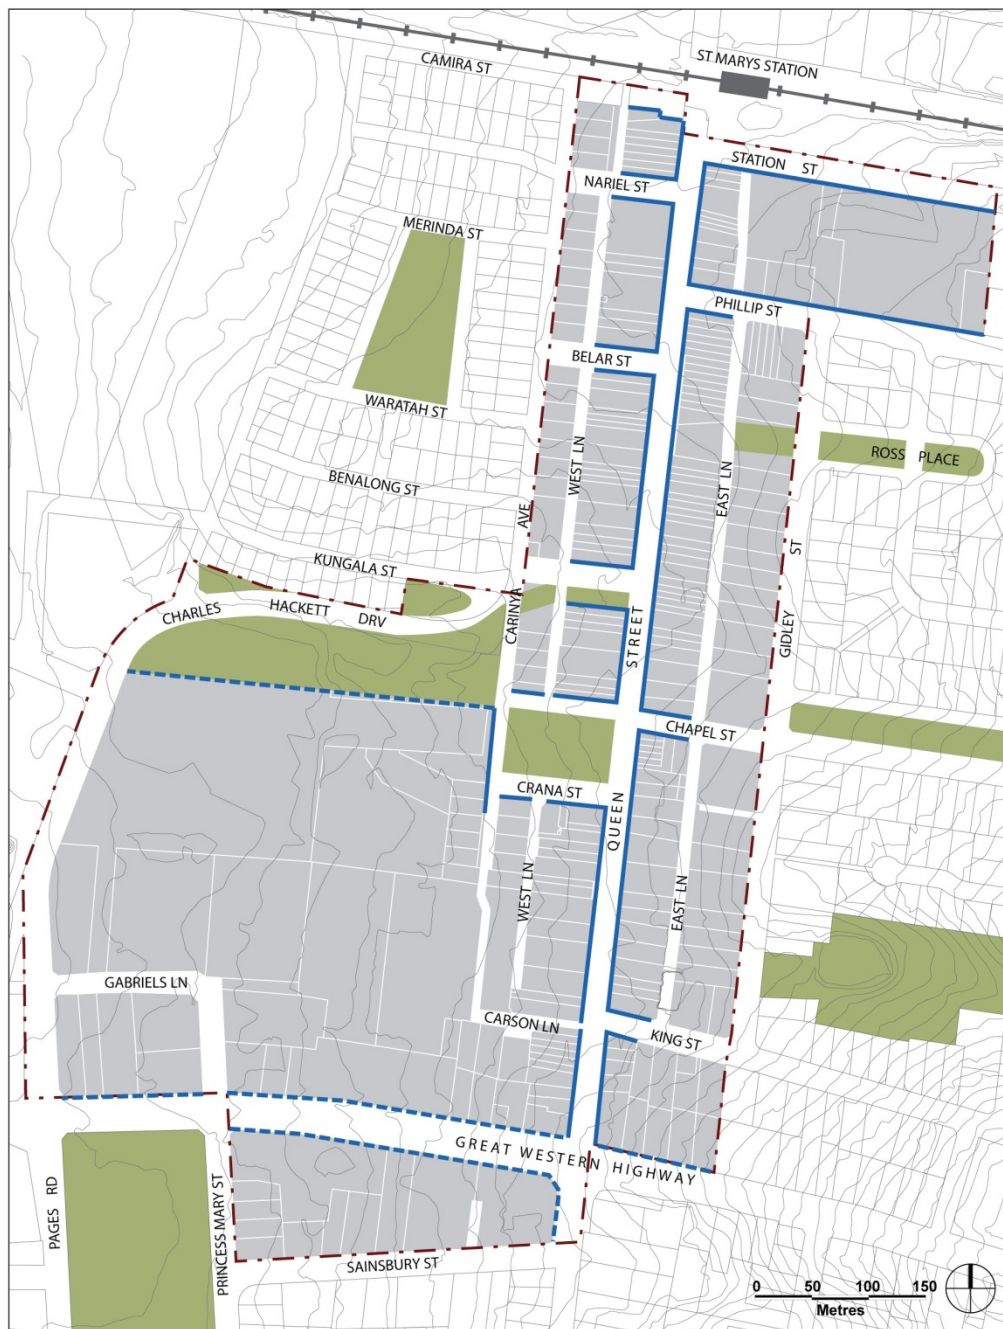 ST MARYS STATION
CAMIRA ST
STATION ST
NARIEL ST
MERINDA ST
PHILLIP ST
BELAR ST
WARATAH ST
ROSS PLACE
WEST LN
EAST LN
BENALONG ST
AVE
ST
KUNGALA ST
CHARLES HACKETT DRV
CARINYA
STREET
GIDLEY
CHAPEL ST
CRANA ST
QUEEN
WEST LN
EAST LN
GABRIELS LN
CARSON LN
KING ST
GREAT WESTERN HIGHWAY
PAGES RD
PRINCESS MARY ST
SAINSBURY ST
0 50 100 150
Metres